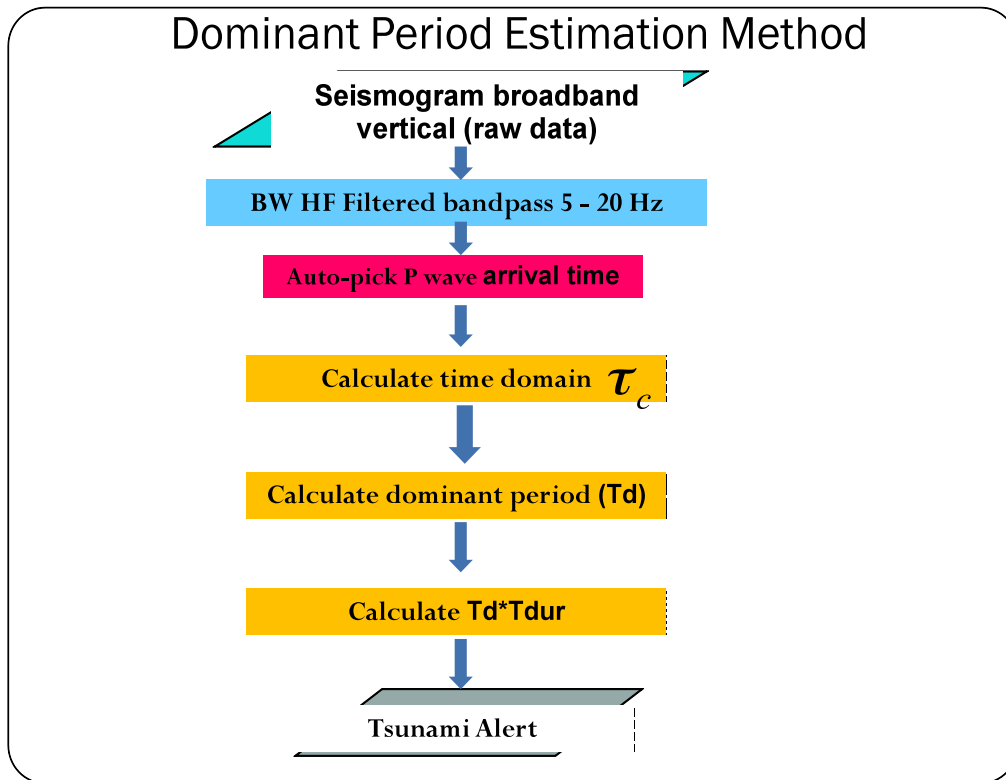 Dominant Period Estimation Method
Seismogram broadband
vertical (raw data)
BW HF Filtered bandpass 5 - 20 Hz
Auto-pick P wave arrival time
Calculate time domain τc
Calculate dominant period (Td)
Calculate Td*Tdur
Tsunami Alert